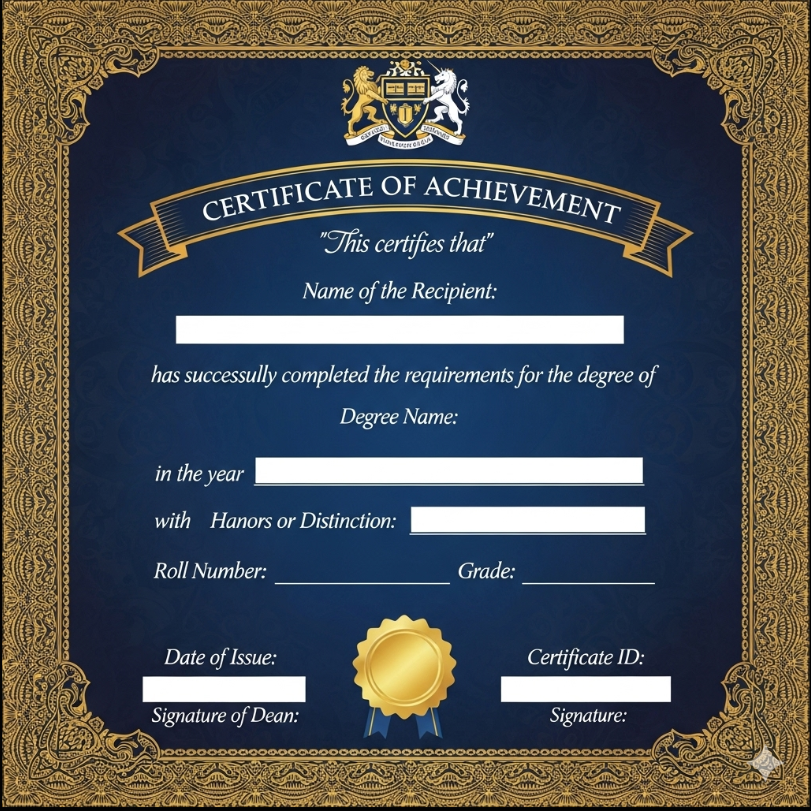 CERTIFICATE OF ACHIEVEMENT
"This certifies that"
Name of the Recipient:
has successfully completed the requirements for the degree of
Degree Name:
in the year
with Hanors or Distinction:
Roll Number: Grade:
Date of Issue: Certificate ID:
Signature of Dean: Signature: